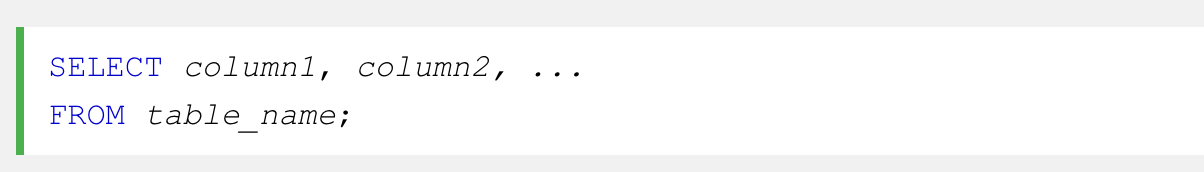 SELECT column1, column2, ...
FROM table_name;